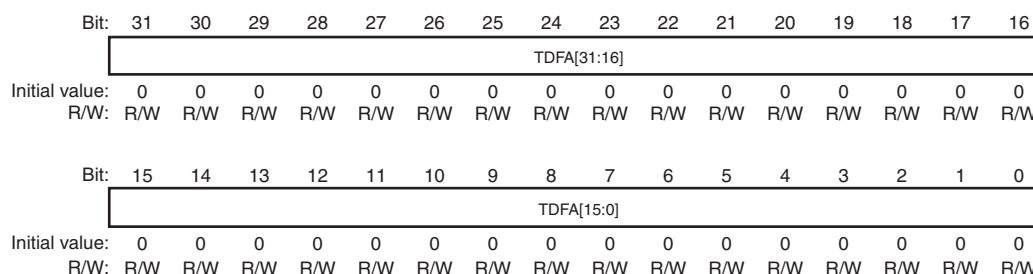 Bit: 31 30 29 28 27 26 25 24 23 22 21 20 19 18 17 16
TDFA[31:16]
Initial value: 0 0 0 0 0 0 0 0 0 0 0 0 0 0 0 0
R/W: R/W R/W R/W R/W R/W R/W R/W R/W R/W R/W R/W R/W R/W R/W R/W R/W
Bit: 15 14 13 12 11 10 9 8 7 6 5 4 3 2 1 0
TDFA[15:0]
Initial value: 0 0 0 0 0 0 0 0 0 0 0 0 0 0 0 0
R/W: R/W R/W R/W R/W R/W R/W R/W R/W R/W R/W R/W R/W R/W R/W R/W R/W